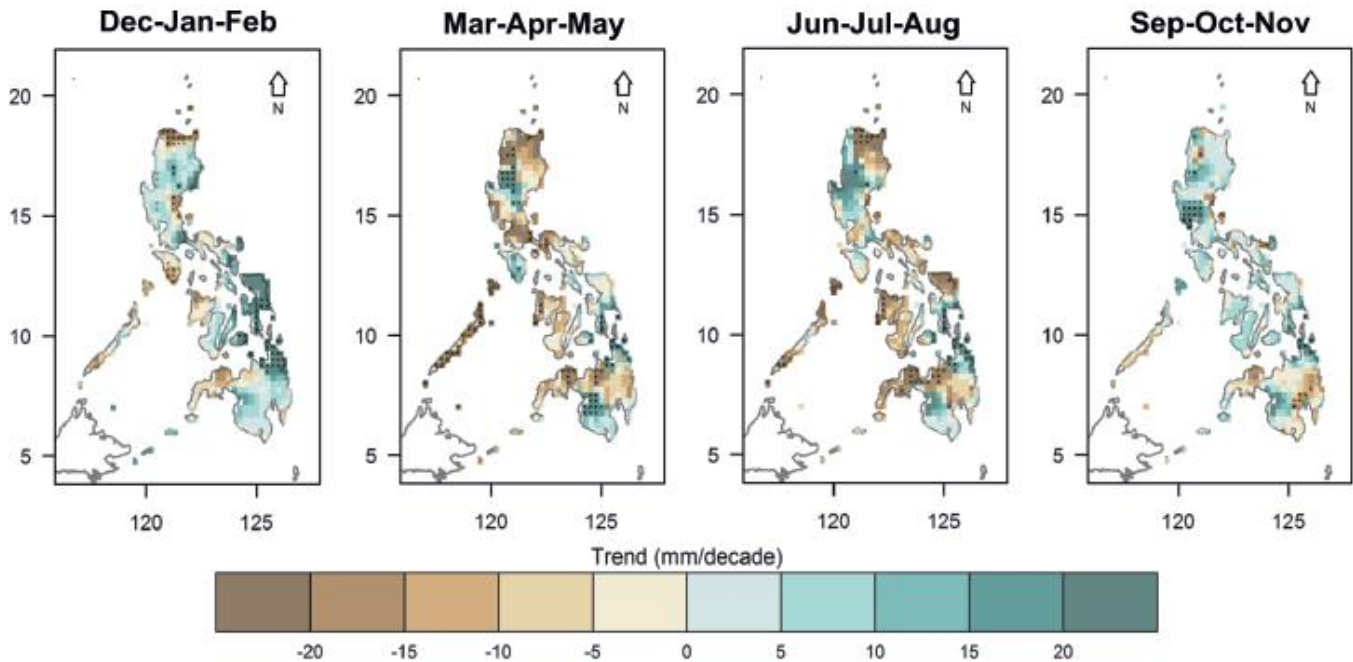 Dec-Jan-Feb Mar-Apr-May Jun-Jul-Aug Sep-Oct-Nov
N N N N
20 20 20 20
15 15 15 15
10 10 10 10
5 5 5 5
120 125 120 125 120 125 120 125
Trend (mm/decade)
-20 -15 -10 -5 0 5 10 15 20